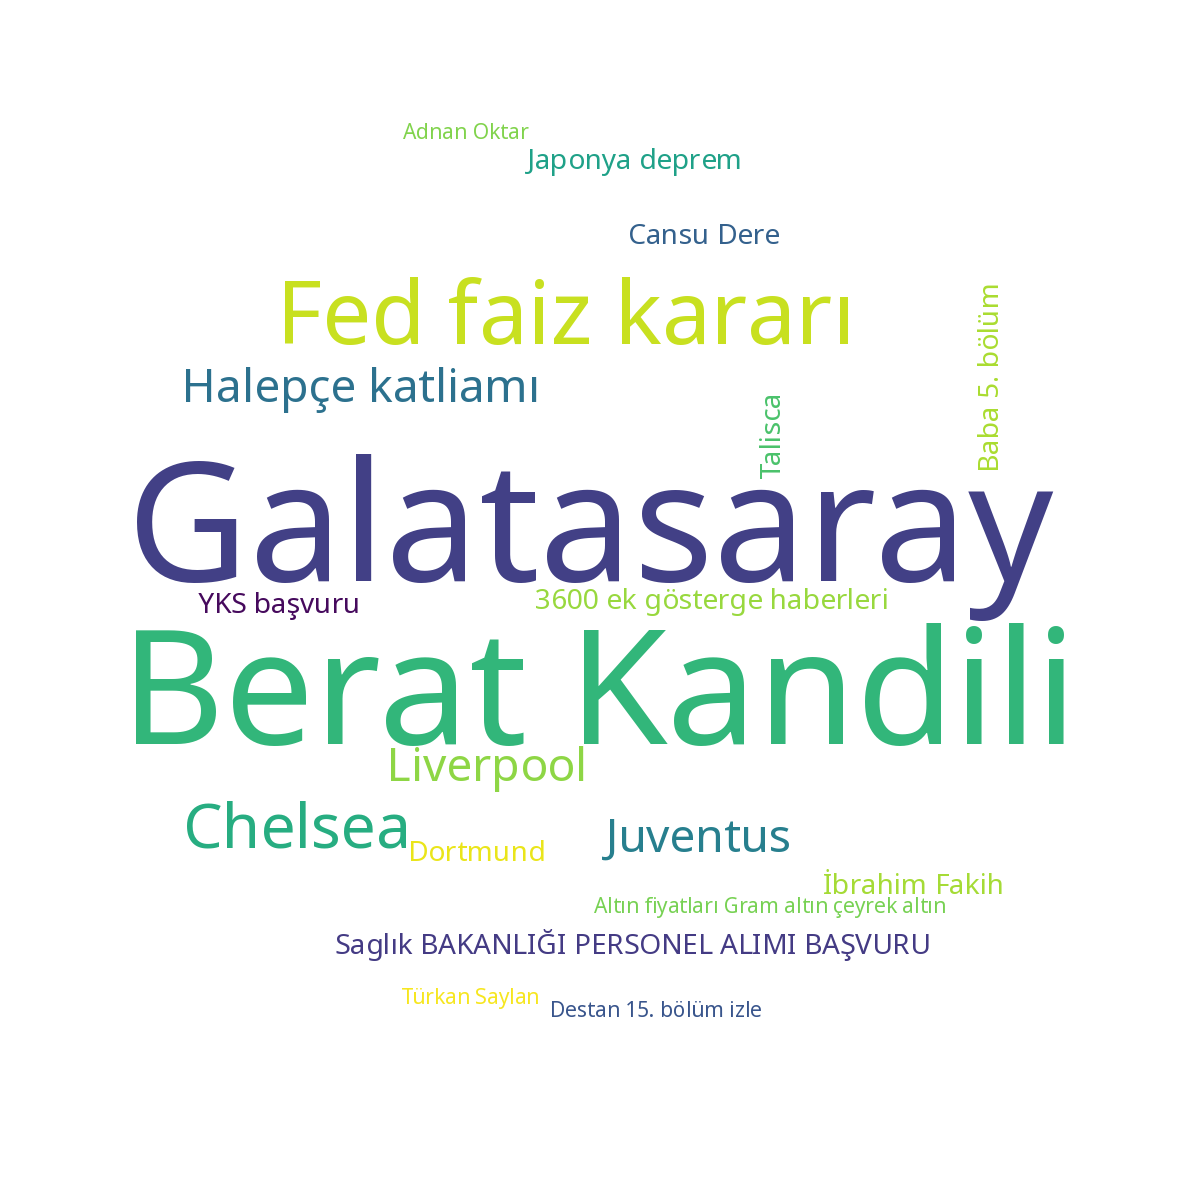 Adnan Oktar
Japonya deprem
Cansu Dere
Fed faiz kararı
Baba 5. bölüm
Halepçe katliamı
Talisca
Galatasaray
YKS başvuru
3600 ek gösterge haberleri
Berat Kandili
Liverpool
Chelsea
Juventus
Dortmund
İbrahim Fakih
Altın fiyatları Gram altın çeyrek altın
Saglık BAKANLIĞI PERSONEL ALIMI BAŞVURU
Türkan Saylan
Destan 15. bölüm izle